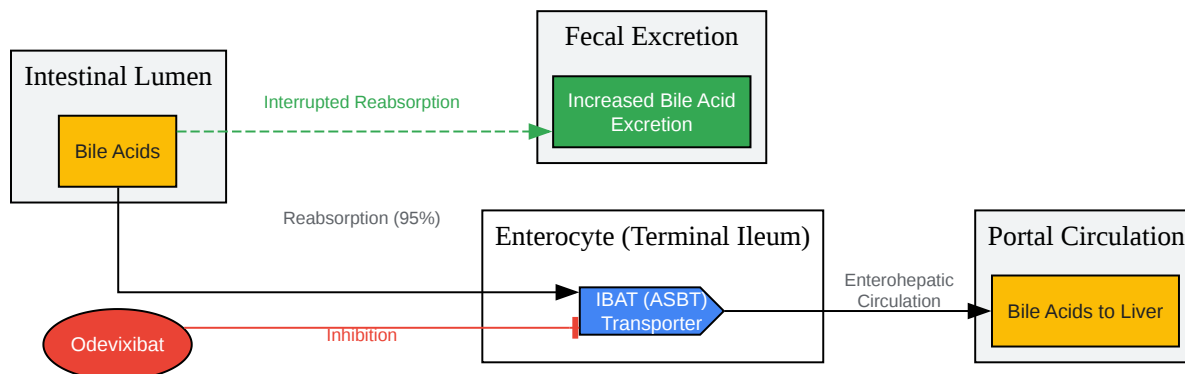 Fecal Excretion
Intestinal Lumen
Interrupted Reabsorption
Increased Bile Acid
Excretion
Bile Acids
Reabsorption (95%)
Enterocyte (Terminal Ileum)
Portal Circulation
Enterohepatic
Circulation
IBAT (ASBT)
Transporter
Bile Acids to Liver
Inhibition
Odevixibat